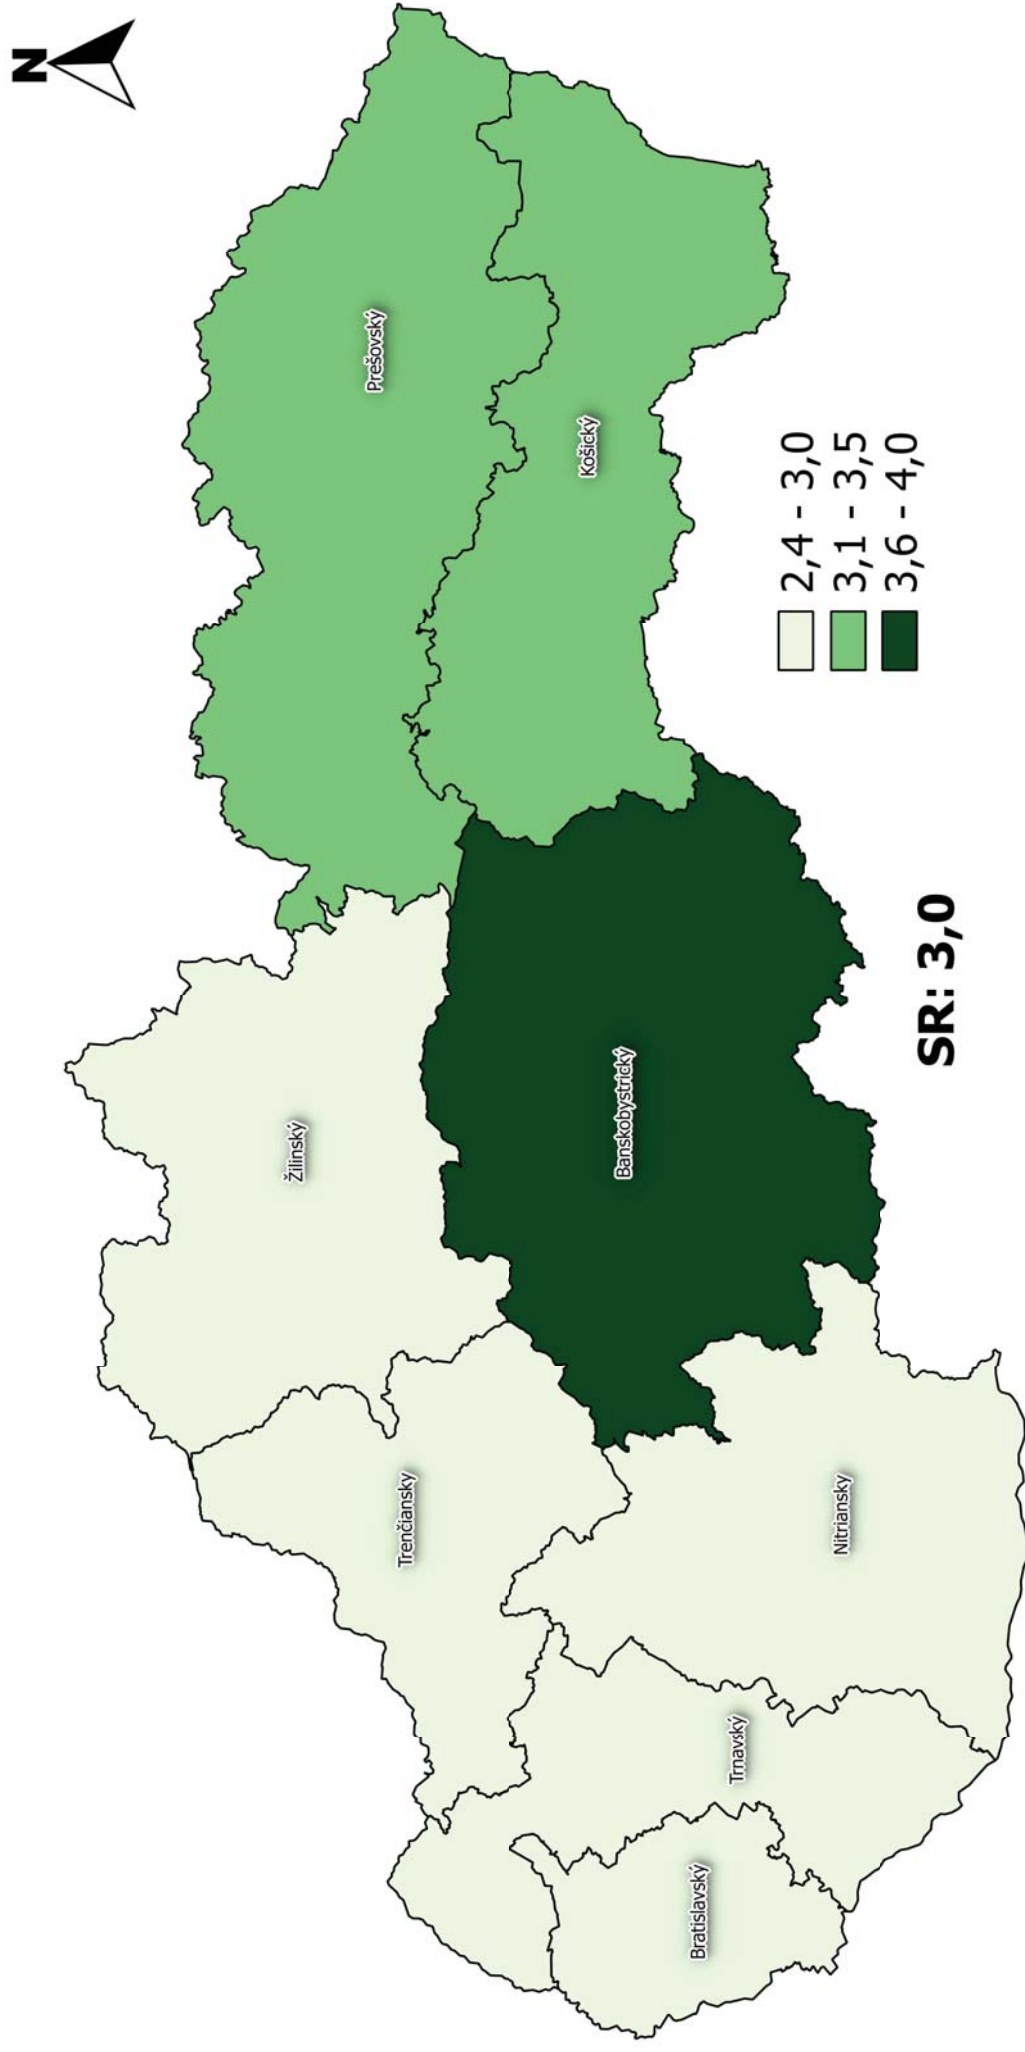 N
Prešovský
Košický
Žilinský
Banskobystrický
Trenčiansky
Nitriansky
Trnavský
Bratislavský
2,4 - 3,0
3,1 - 3,5
3,6 - 4,0
SR: 3,0